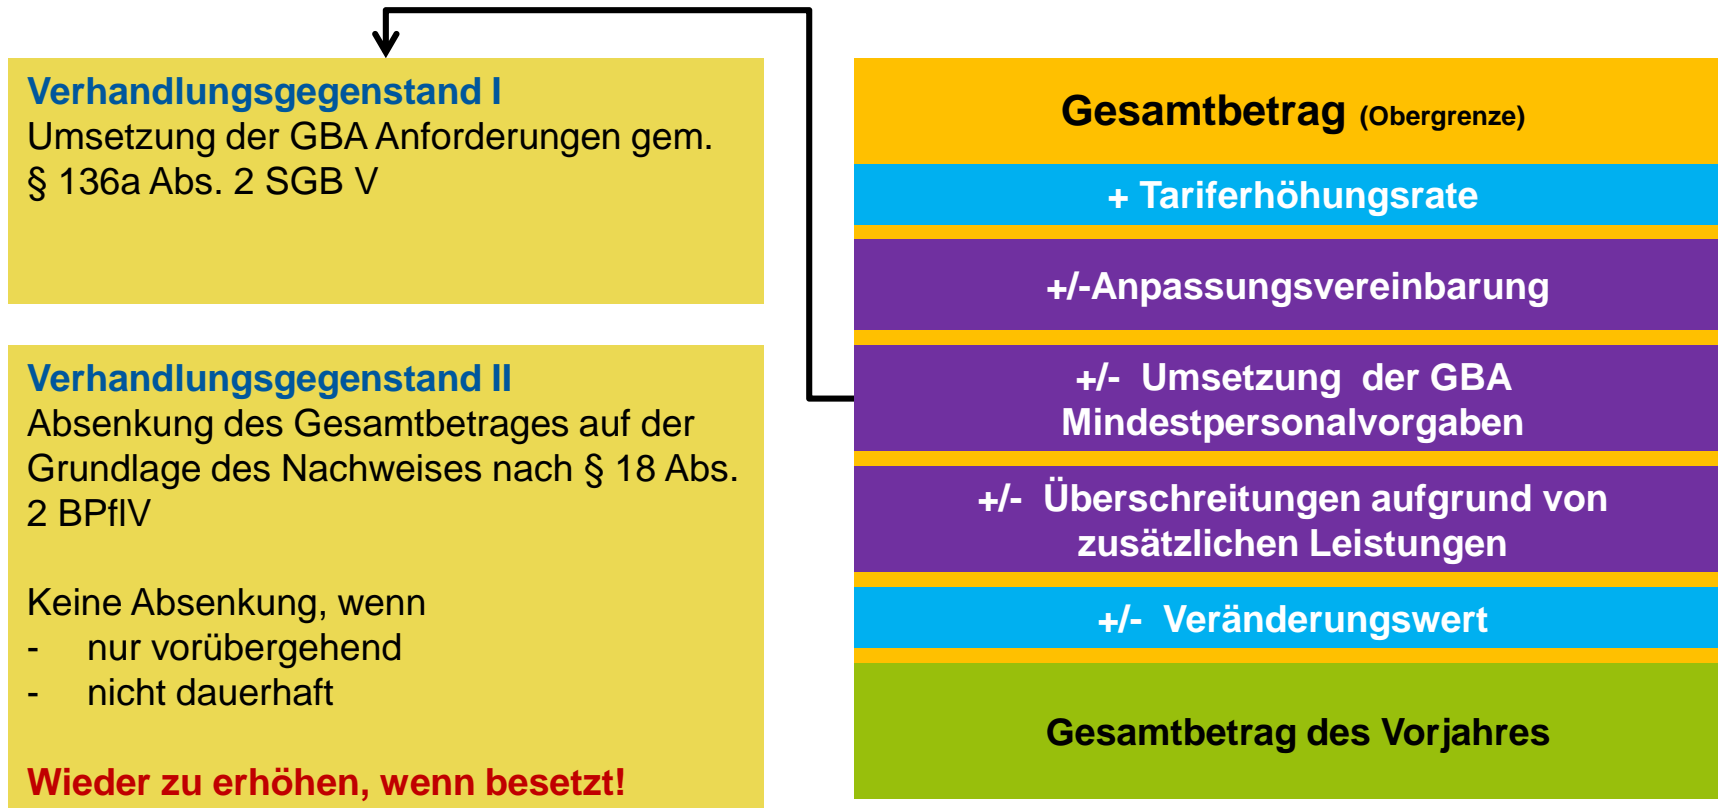 Verhandlungsgegenstand I
Umsetzung der GBA Anforderungen gem.
§ 136a Abs. 2 SGB V
Verhandlungsgegenstand II
Absenkung des Gesamtbetrages auf der
Grundlage des Nachweises nach § 18 Abs.
2 BPflV
Keine Absenkung, wenn
- nur vorübergehend
- nicht dauerhaft
Wieder zu erhöhen, wenn besetzt!
Gesamtbetrag (Obergrenze)
+ Tariferhöhungsrate
+/-Anpassungsvereinbarung
+/- Umsetzung der GBA
Mindestpersonalvorgaben
+/- Überschreitungen aufgrund von
zusätzlichen Leistungen
+/- Veränderungswert
Gesamtbetrag des Vorjahres